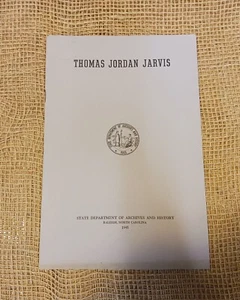 THOMAS JORDAN JARVIS
STATE DEPARTMENT OF ARCHIVES AND HISTORY
RALEIGH, NORTH CAROLINA